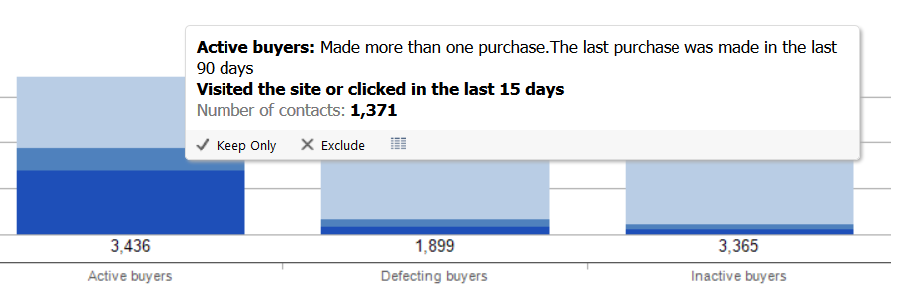 Active buyers: Made more than one purchase.The last purchase was made in the last
90 days
Visited the site or clicked in the last 15 days
Number of contacts: 1,371
Keep Only Exclude
3,436 1,899 3,365
Active buyers Defecting buyers Inactive buyers